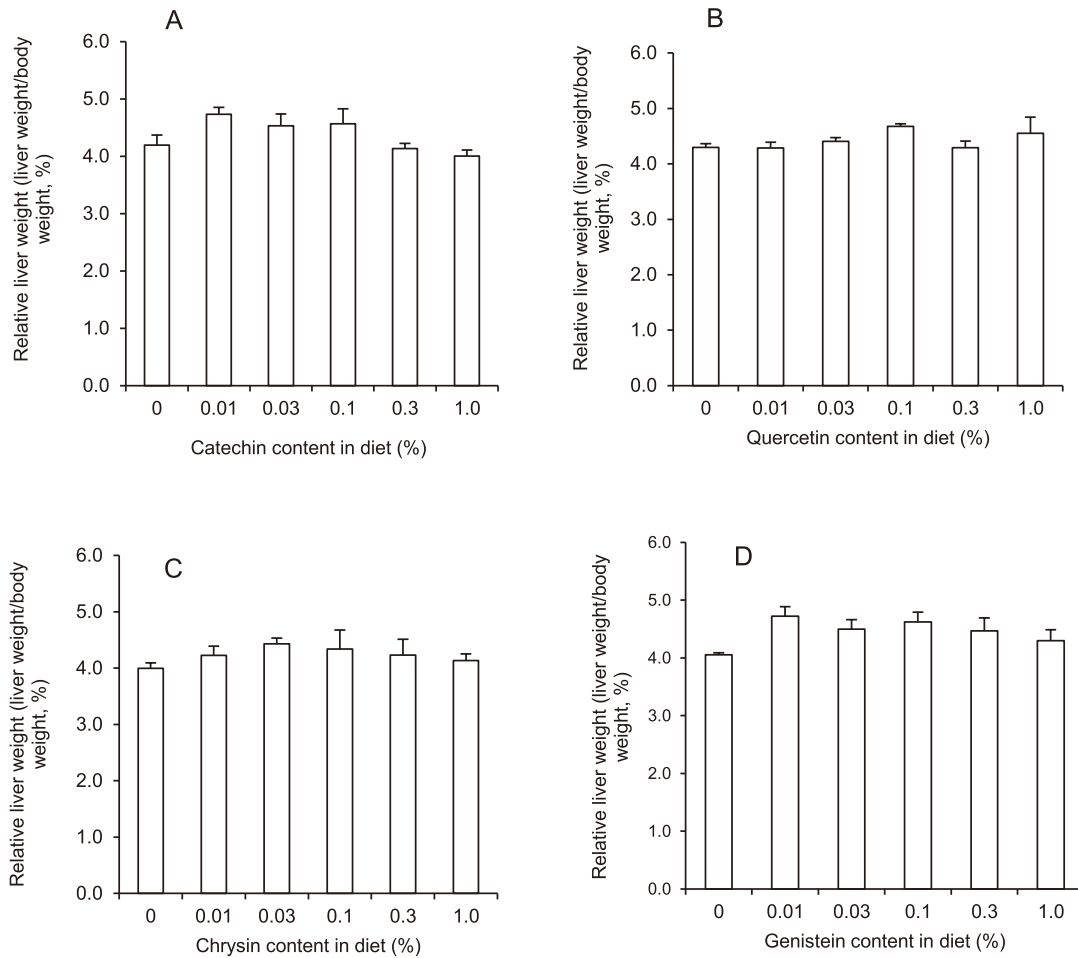 A
Relative liver weight (liver weight/body
weight, %)
6.0
5.0
4.0
3.0
2.0
1.0
0.0
0 0.01 0.03 0.1 0.3 1.0
Catechin content in diet (%)
B
Relative liver weight (liver weight/body
weight, %)
6.0
5.0
4.0
3.0
2.0
1.0
0.0
0 0.01 0.03 0.1 0.3 1.0
Quercetin content in diet (%)
C
Relative liver weight (liver weight/body
weight, %)
6.0
5.0
4.0
3.0
2.0
1.0
0.0
0 0.01 0.03 0.1 0.3 1.0
Chrysin content in diet (%)
D
Relative liver weight (liver weight/body
weight, %)
6.0
5.0
4.0
3.0
2.0
1.0
0.0
0 0.01 0.03 0.1 0.3 1.0
Genistein content in diet (%)